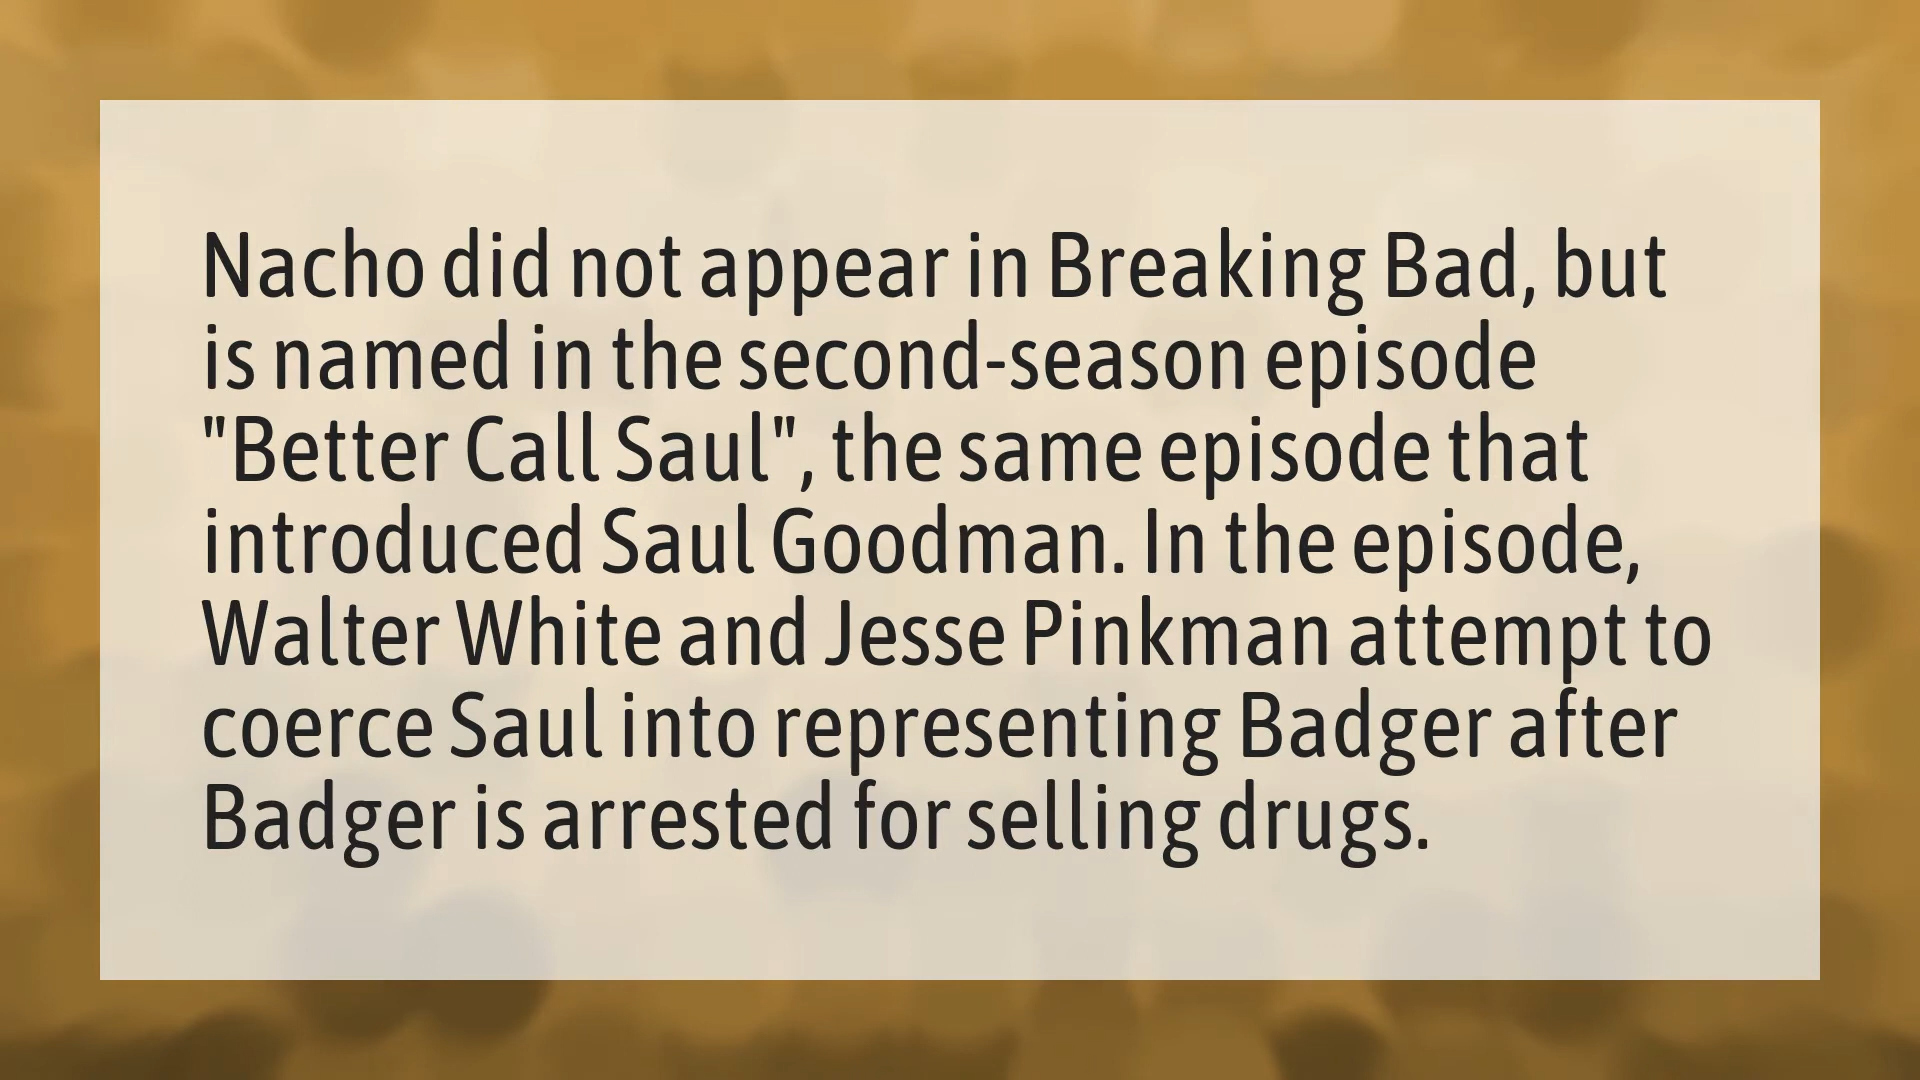 Nacho did not appear in Breaking Bad, but
is named in the second-season episode
"Better Call Saul", the same episode that
introduced Saul Goodman. In the episode,
Walter White and Jesse Pinkman attempt to
coerce Saul into representing Badger after
Badger is arrested for selling drugs.